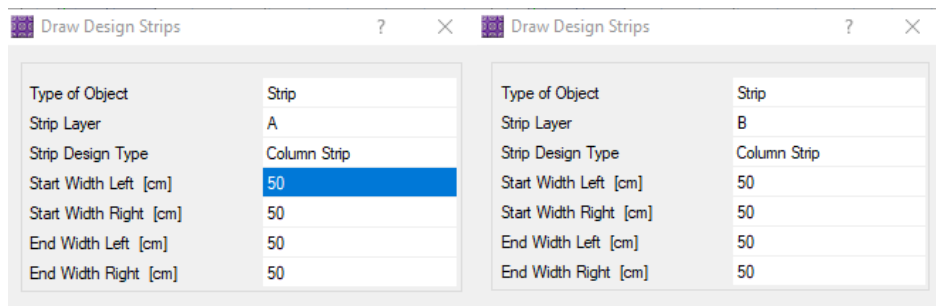 Draw Design Strips ? ×
Type of Object Strip
Strip Layer A
Strip Design Type Column Strip
Start Width Left [cm] 50
Start Width Right [cm] 50
End Width Left [cm] 50
End Width Right [cm] 50
Draw Design Strips ? ×
Type of Object Strip
Strip Layer B
Strip Design Type Column Strip
Start Width Left [cm] 50
Start Width Right [cm] 50
End Width Left [cm] 50
End Width Right [cm] 50